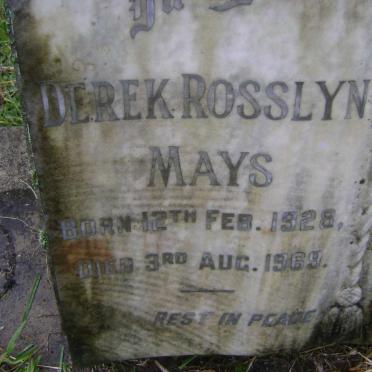 DEREK ROSSLYN
MAYS
BORN 12TH FEB. 1928,
DIED 3RD AUG. 1969.
REST IN PEACE